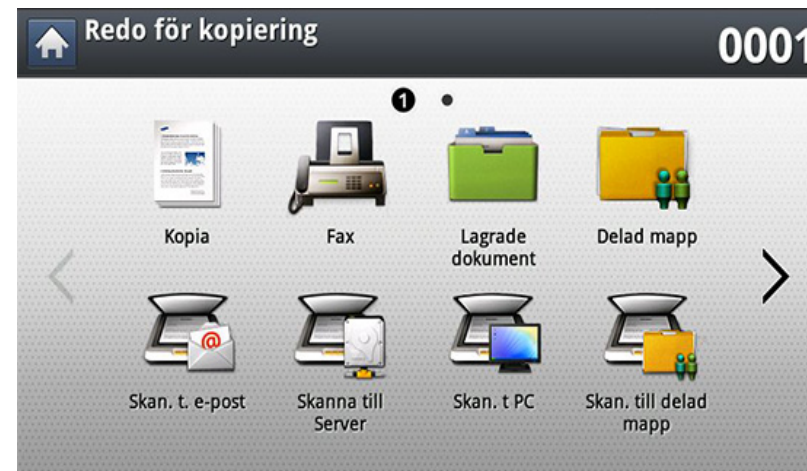 Redo för kopiering
0001
1
Kopia
Fax
Lagrade
dokument
Delad mapp
Skan. t. e-post
Skanna till
Server
Skan. t PC
Skan. till delad
mapp